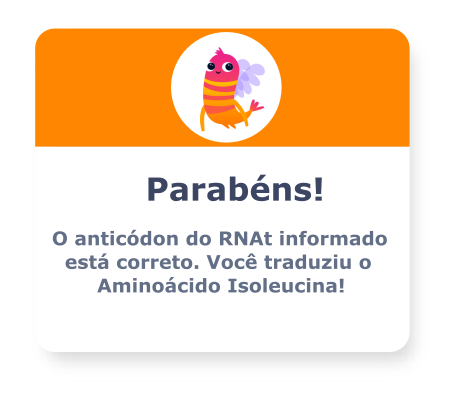 Parabéns!
O anticódon do RNAt informado
está correto. Você traduziu o
Aminoácido Isoleucina!